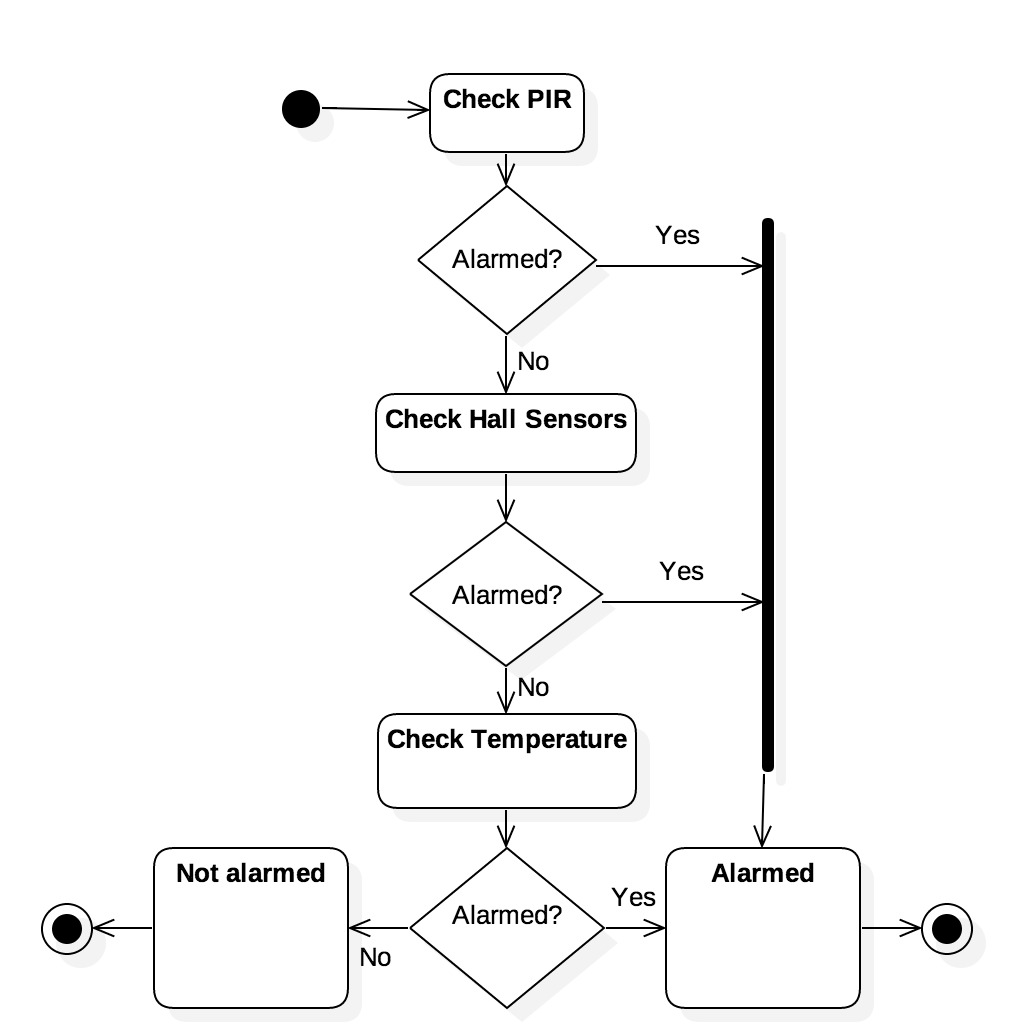 Check PIR
Alarmed?
Yes
No
Check Hall Sensors
Alarmed?
Yes
No
Check Temperature
Not alarmed
Alarmed?
Yes
Alarmed
No